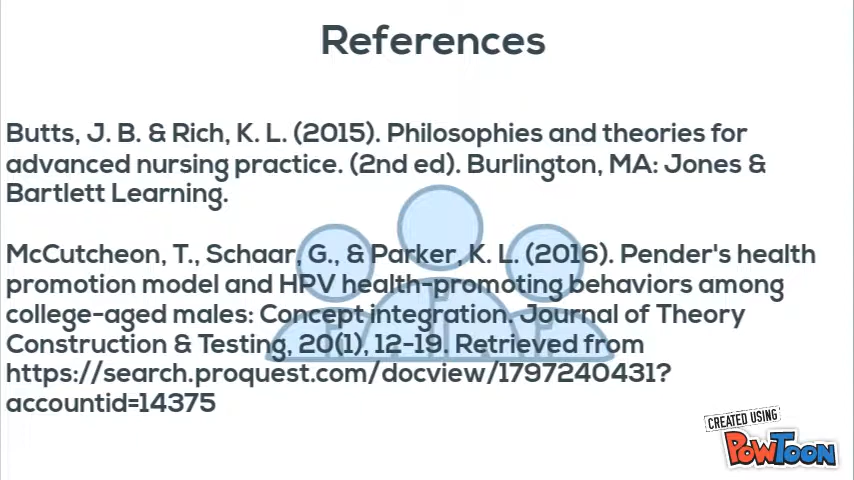 References
Butts, J. B. & Rich, K. L. (2015). Philosophies and theories for
advanced nursing practice. (2nd ed). Burlington, MA: Jones &
Bartlett Learning.
McCutcheon, T., Schaar, G., & Parker, K. L. (2016). Pender's health
promotion model and HPV health-promoting behaviors among
college-aged males: Concept integration. Journal of Theory
Construction & Testing, 20(1), 12-19. Retrieved from
https://search.proquest.com/docview/1797240431?
accountid=14375
CREATED USING
POWTOON